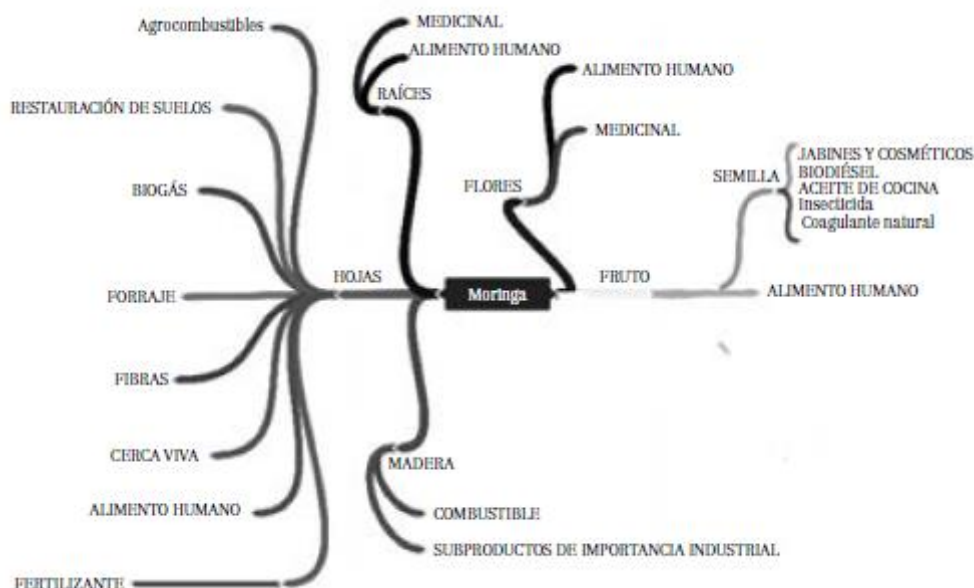 Agrocombustibles
RESTAURACIÓN DE SUELOS
BIOGÁS
FORRAJE
FIBRAS
CERCA VIVA
ALIMENTO HUMANO
FERTILIZANTE
HOJAS
MEDICINAL
ALIMENTO HUMANO
RAÍCES
Moringa
MADERA
COMBUSTIBLE
SUBPRODUCTOS DE IMPORTANCIA INDUSTRIAL
ALIMENTO HUMANO
MEDICINAL
FLORES
FRUTO
SEMILLA
JABINES Y COSMÉTICOS
BIODIÉSEL
ACEITE DE COCINA
Insecticida
Coagulante natural
ALIMENTO HUMANO